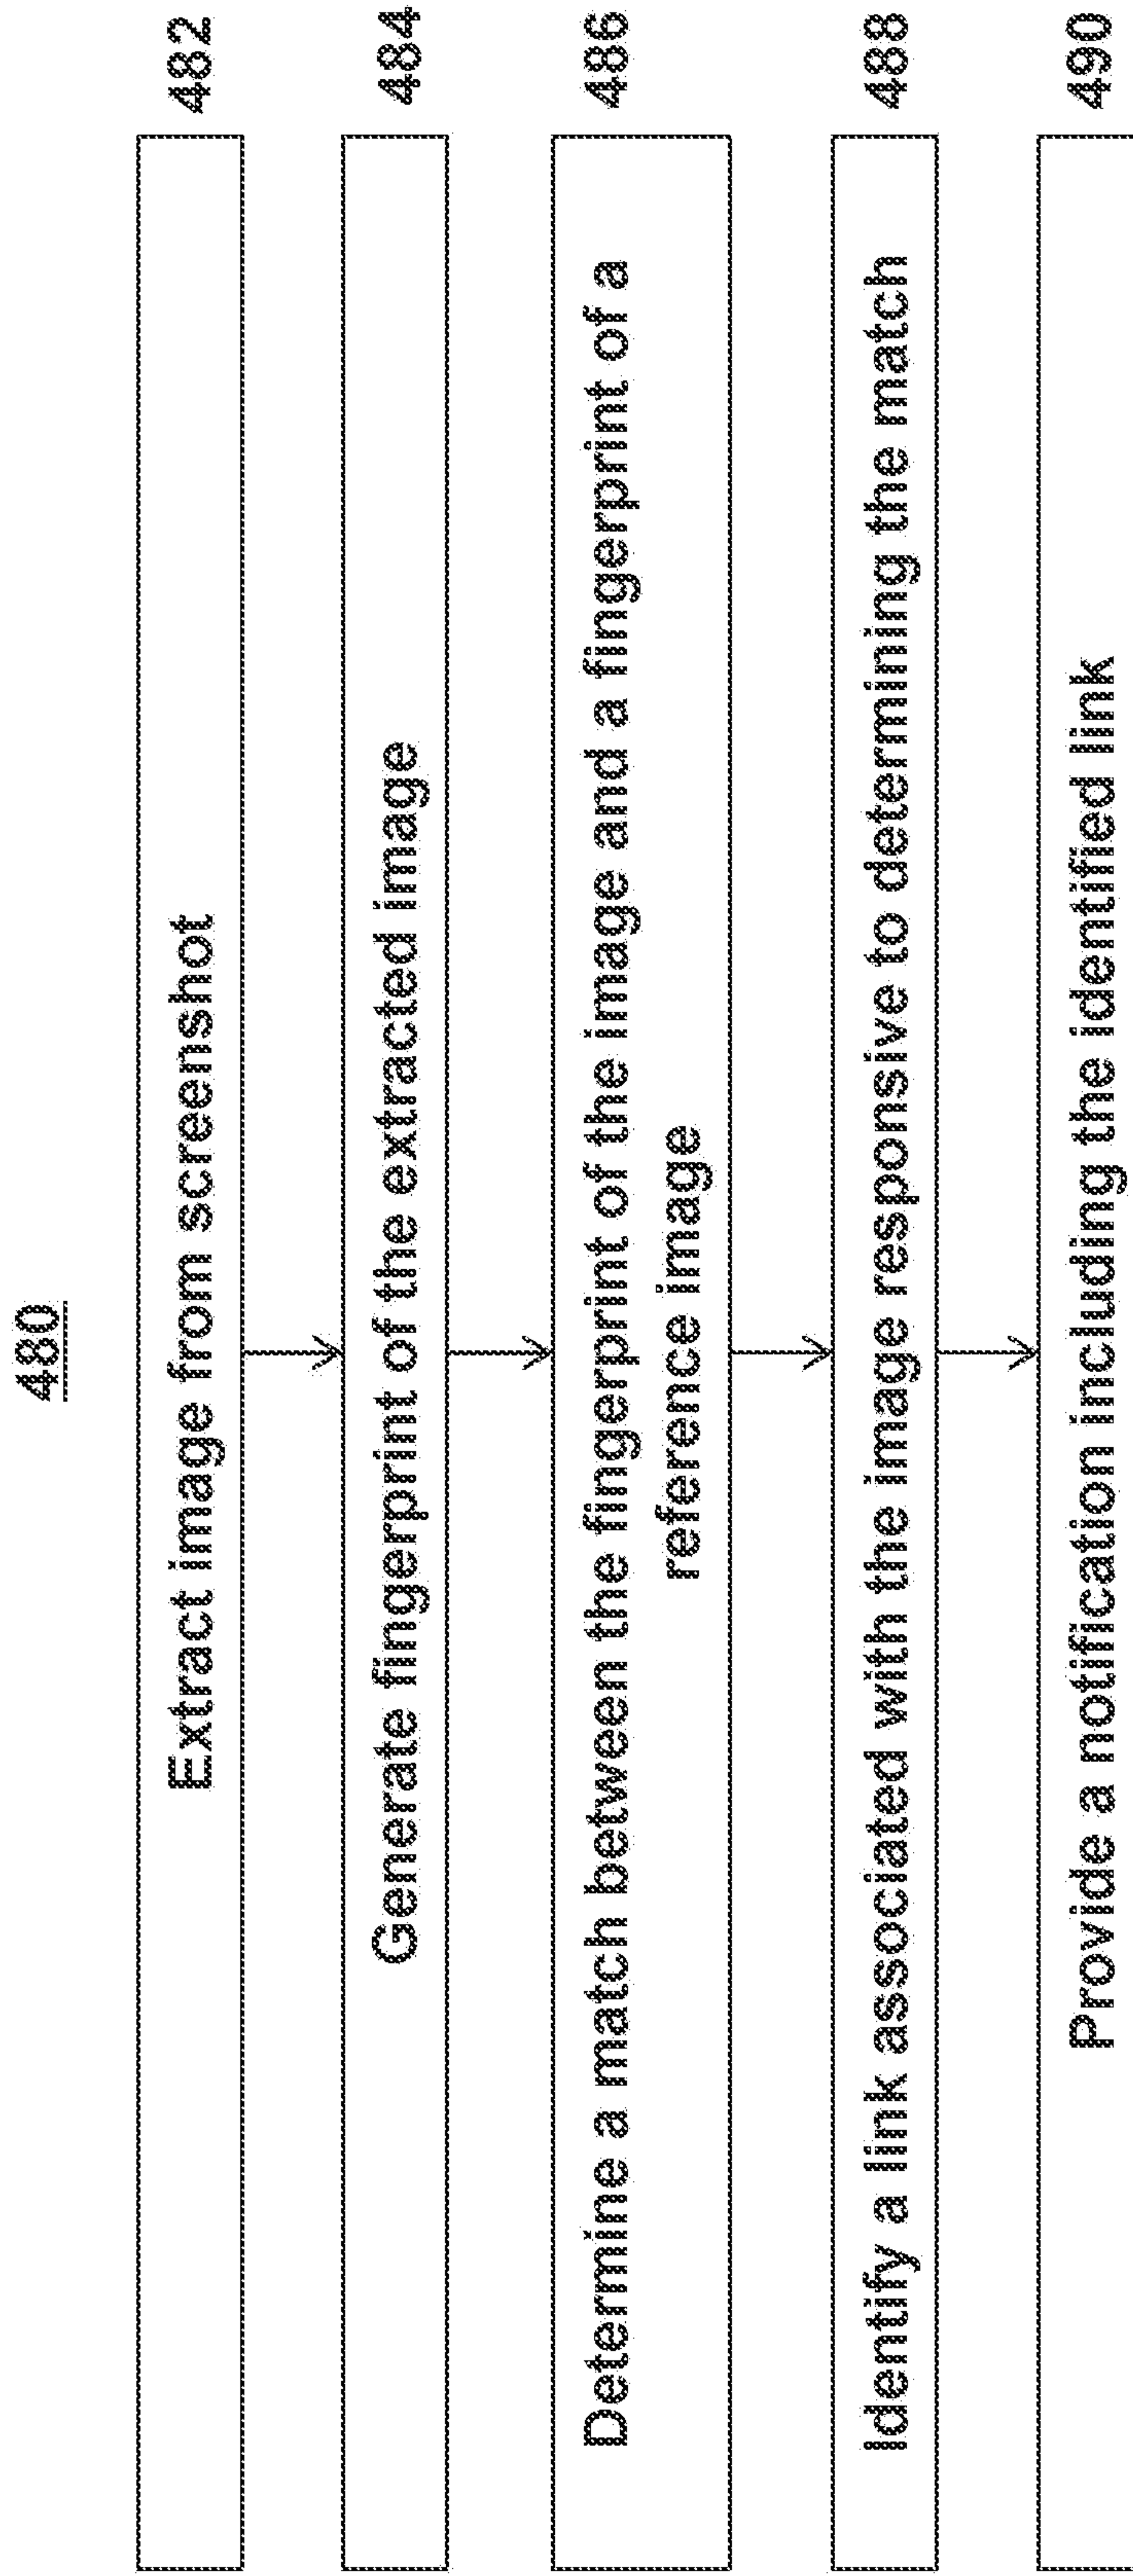 480
Extract image from screenshot
482
Generate fingerprint of the extracted image
484
Determine a match between the fingerprint of the image and a fingerprint of a
reference image
486
Identify a link associated with the image responsive to determining the match
488
Provide a notification including the identified link
490